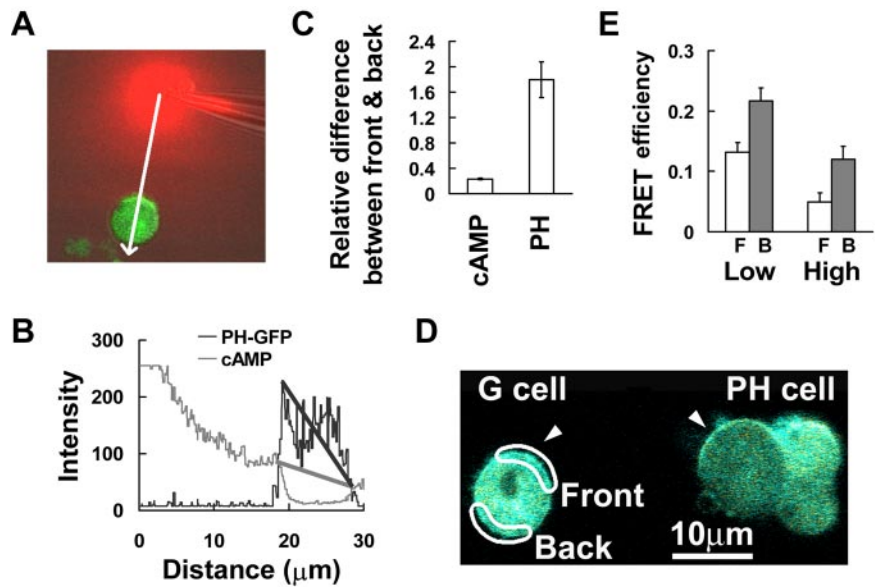 A
B
PH-GFP
cAMP
300
200
100
0
Intensity
0 10 20 30
Distance (μm)
C
Relative difference
between front & back
2.4
2
1.6
1.2
0.8
0.4
0
cAMP
PH
E
FRET efficiency
0.3
0.2
0.1
0
F B F B
Low High
D
G cell
PH cell
Front
Back
10μm